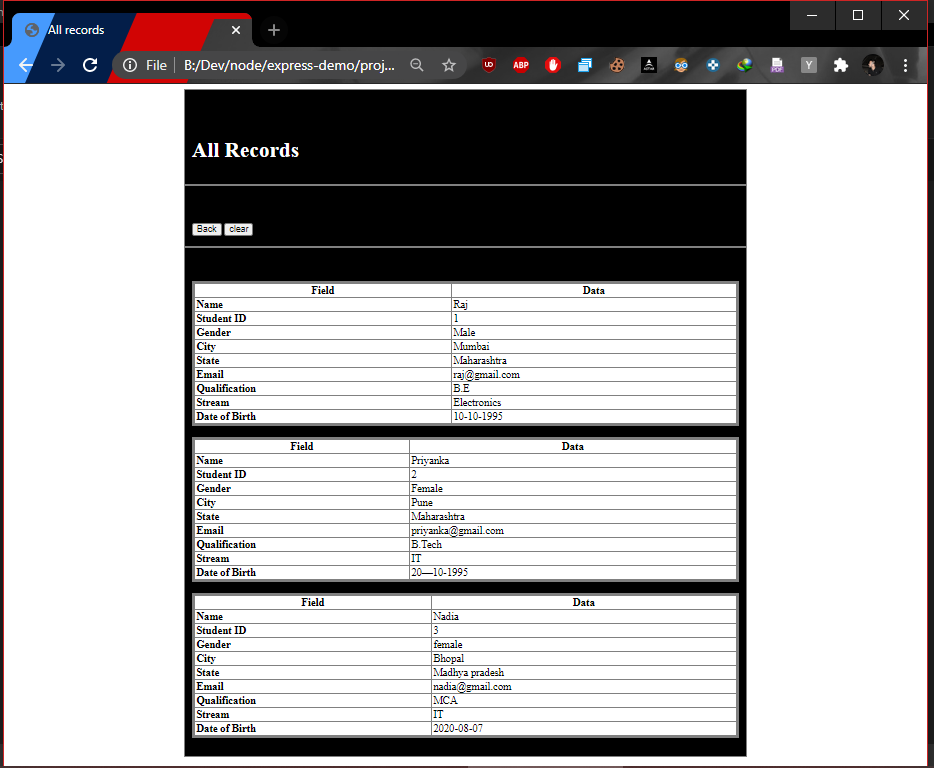 All records
File B:/Dev/node/express-demo/proj...
UO ABP PDF Y
All Records
Back clear
Field Data
Name Raj
Student ID 1
Gender Male
City Mumbai
State Maharashtra
Email raj@gmail.com
Qualification B.E
Stream Electronics
Date of Birth 10-10-1995
Field Data
Name Priyanka
Student ID 2
Gender Female
City Pune
State Maharashtra
Email priyanka@gmail.com
Qualification B.Tech
Stream IT
Date of Birth 20—10-1995
Field Data
Name Nadia
Student ID 3
Gender female
City Bhopal
State Madhya pradesh
Email nadia@gmail.com
Qualification MCA
Stream IT
Date of Birth 2020-08-07